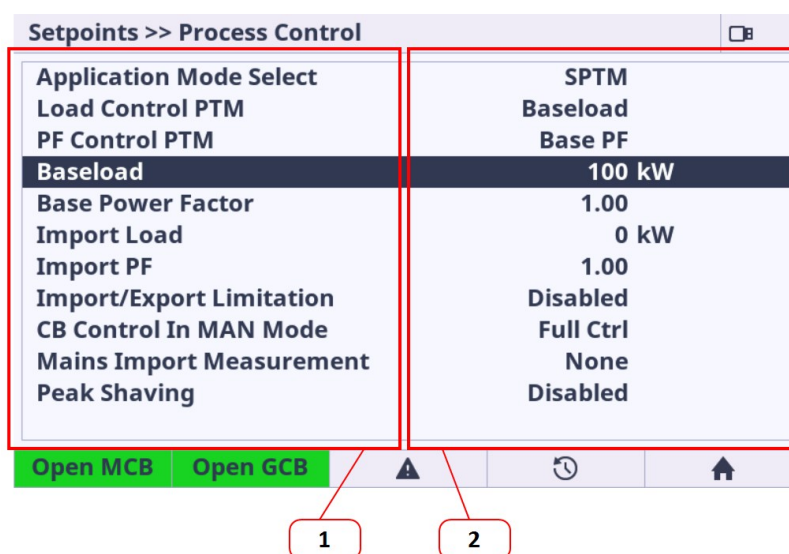 Setpoints >> Process Control
Application Mode Select SPTM
Load Control PTM Baseload
PF Control PTM Base PF
Baseload 100 kW
Base Power Factor 1.00
Import Load 0 kW
Import PF 1.00
Import/Export Limitation Disabled
CB Control In MAN Mode Full Ctrl
Mains Import Measurement None
Peak Shaving Disabled
Open MCB Open GCB
1 2